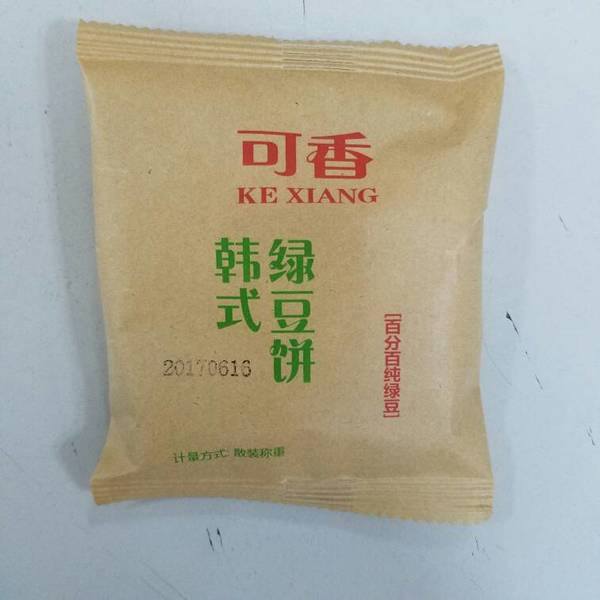 可香
KE XIANG
韩式
绿豆饼
20170616
[百分百纯绿豆]
计量方式: 散装称重